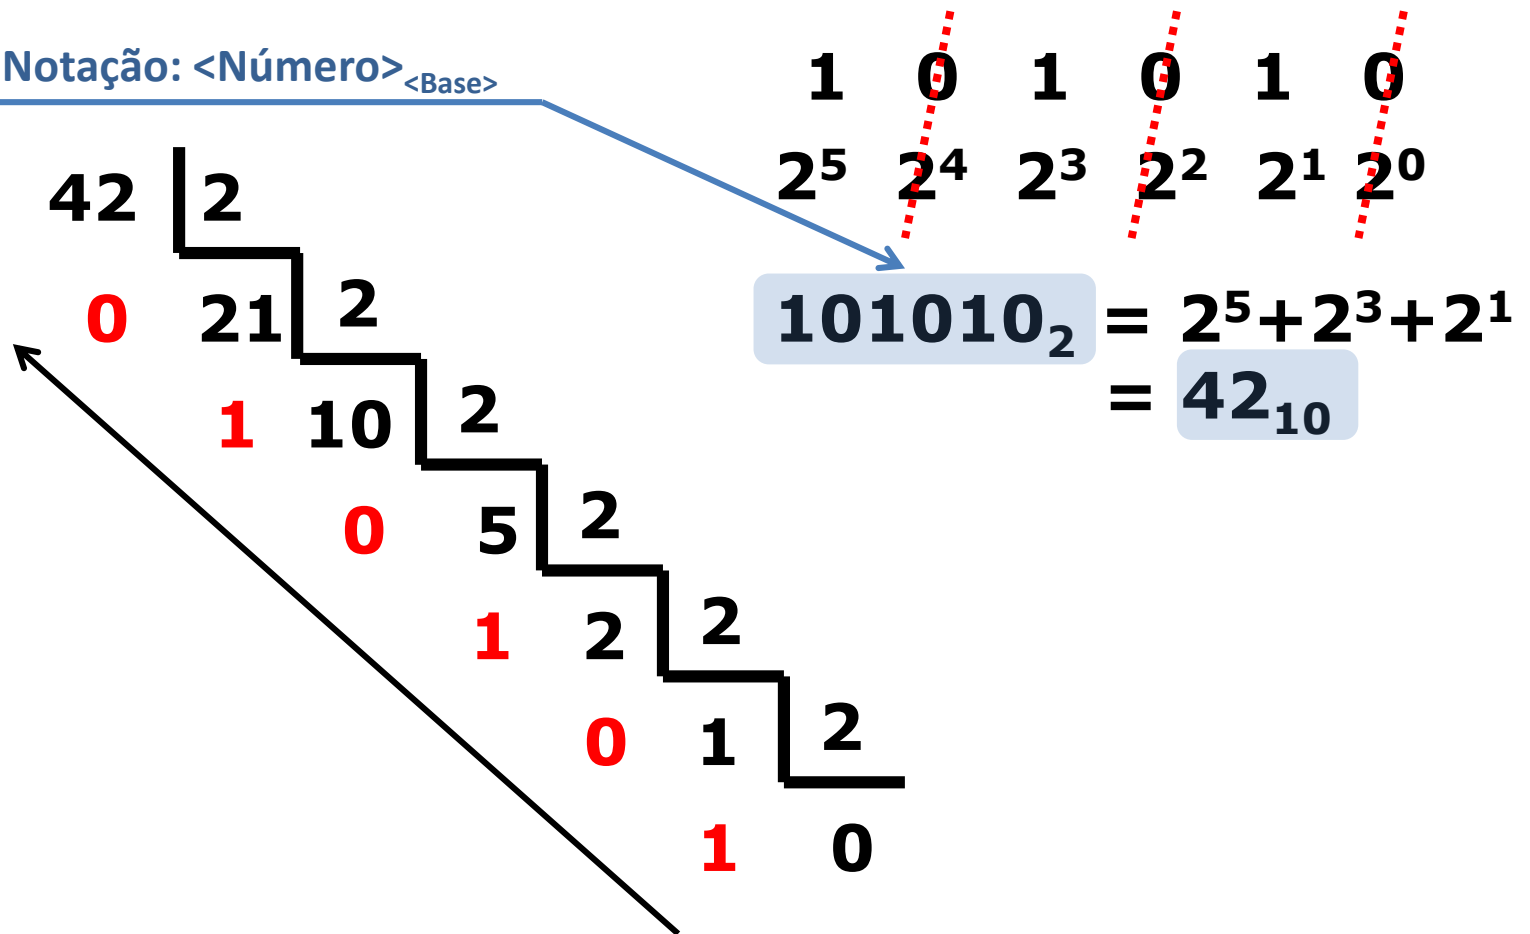 Notação: <Número><Base>
1 0 1 0 1 0
2⁵ 2⁴ 2³ 2² 2¹ 2⁰
42 2
0 21 2
101010₂ = 2⁵+2³+2¹
= 42₁₀
1 10 2
0 5 2
1 2 2
0 1 2
1 0